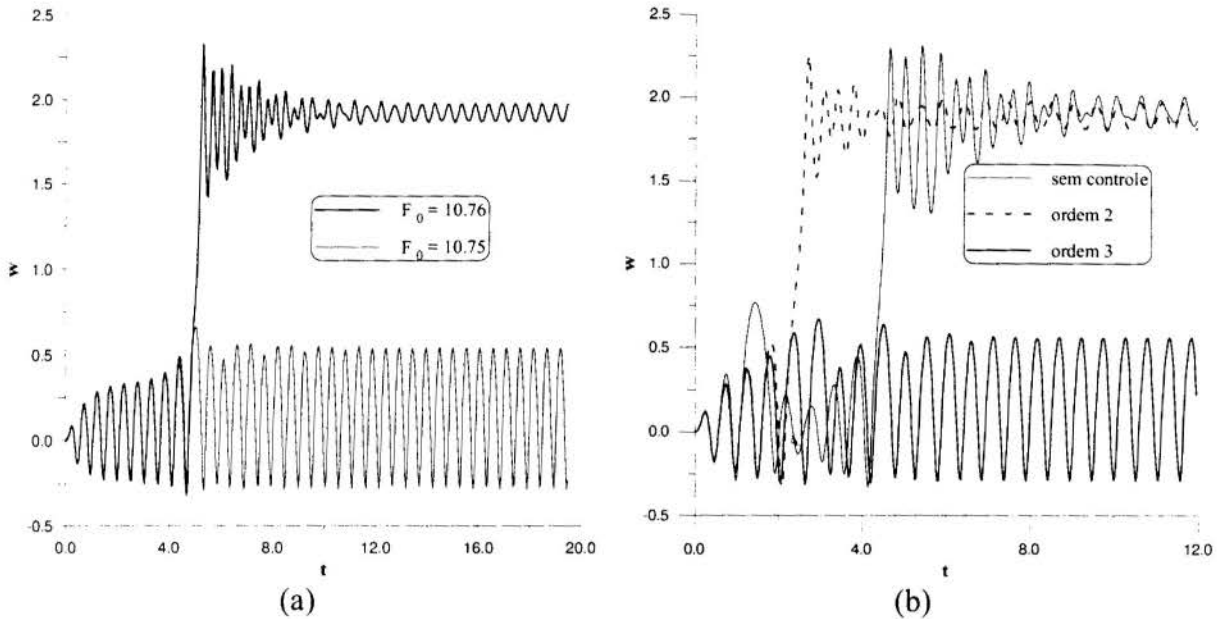 2.5
2.0
1.5
1.0
0.5
0.0
-0.5
w
0.0 4.0 8.0 12.0 16.0 20.0
t
F 0 = 10.76
F 0 = 10.75
(a)
2.5
2.0
1.5
1.0
0.5
0.0
-0.5
w
0.0 4.0 8.0 12.0
t
sem controle
ordem 2
ordem 3
(b)